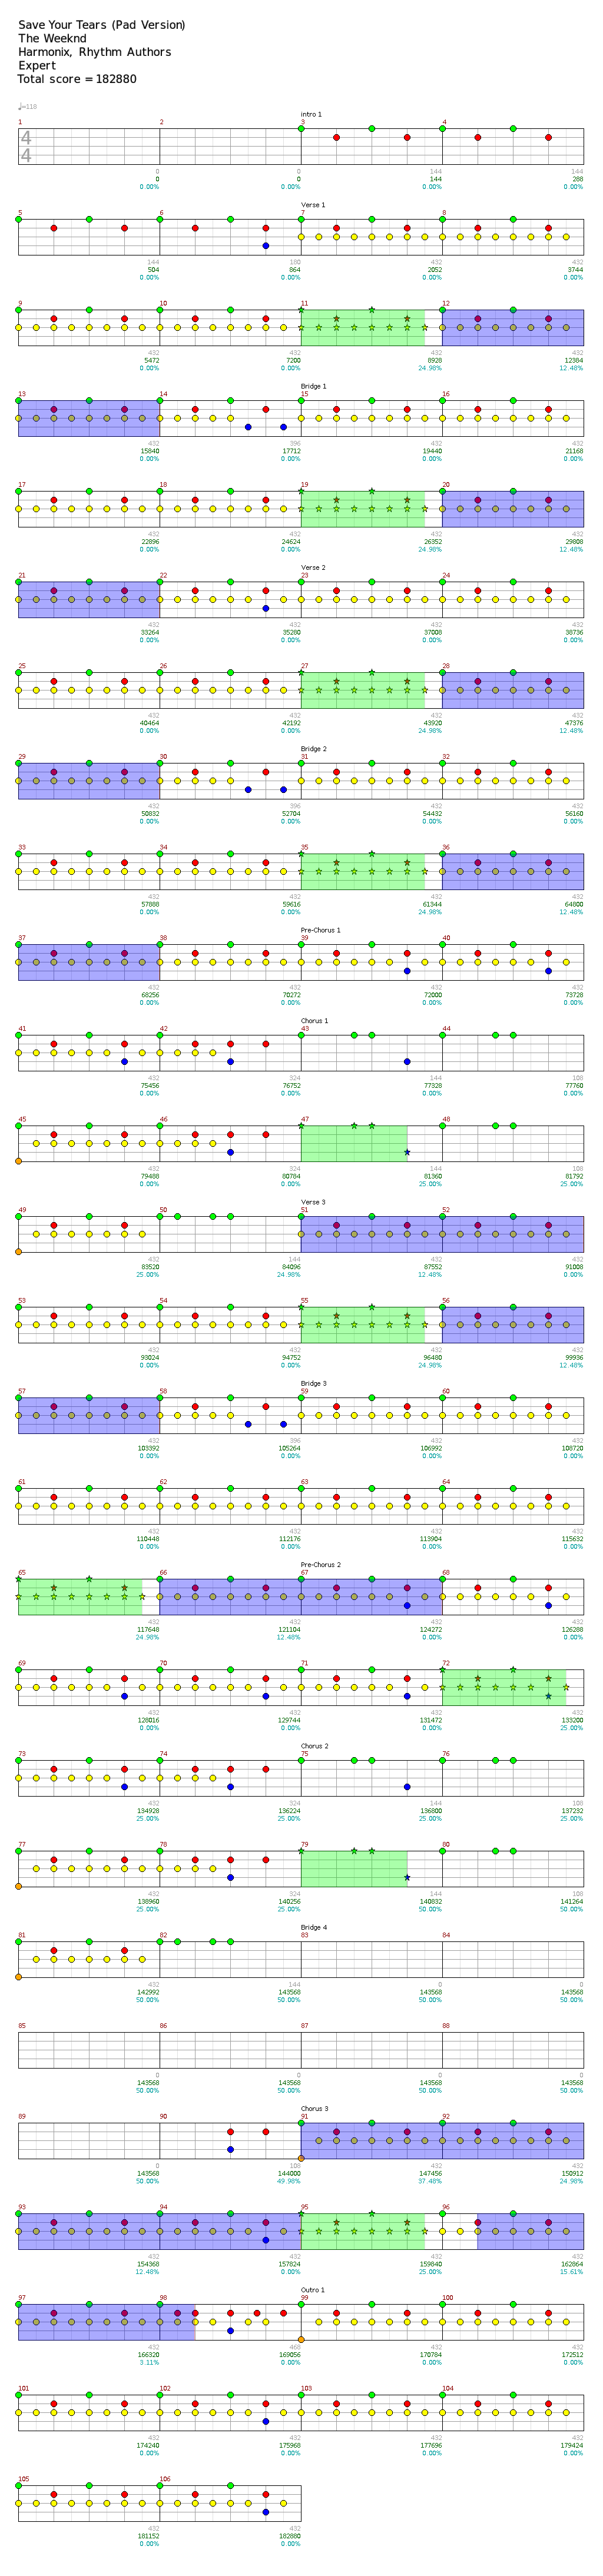 Save Your Tears (Pad Version)
The Weeknd
Harmonix, Rhythm Authors
Expert
Total score = 182880
♩=118
intro 1
1 2 3 4
4
4
0 0 144 144
0 0 144 288
0.00% 0.00% 0.00% 0.00%
Verse 1
5 6 7 8
144 180 432 432
504 864 2052 3744
0.00% 0.00% 0.00% 0.00%
9 10 11 12
432 432 432 432
5472 7200 8928 12384
0.00% 0.00% 24.98% 12.48%
Bridge 1
13 14 15 16
432 396 432 432
15840 17712 19440 21168
0.00% 0.00% 0.00% 0.00%
17 18 19 20
432 432 432 432
22896 24624 26352 29808
0.00% 0.00% 24.98% 12.48%
Verse 2
21 22 23 24
432 432 432 432
33264 35280 37008 38736
0.00% 0.00% 0.00% 0.00%
25 26 27 28
432 432 432 432
40464 42192 43920 47376
0.00% 0.00% 24.98% 12.48%
Bridge 2
29 30 31 32
432 396 432 432
50832 52704 54432 56160
0.00% 0.00% 0.00% 0.00%
33 34 35 36
432 432 432 432
57888 59616 61344 64800
0.00% 0.00% 24.98% 12.48%
Pre-Chorus 1
37 38 39 40
432 432 432 432
68256 70272 72000 73728
0.00% 0.00% 0.00% 0.00%
Chorus 1
41 42 43 44
432 324 144 108
75456 76752 77328 77760
0.00% 0.00% 0.00% 0.00%
45 46 47 48
432 324 144 108
79488 80784 81360 81792
0.00% 0.00% 25.00% 25.00%
Verse 3
49 50 51 52
432 144 432 432
83520 84096 87552 91008
25.00% 24.98% 12.48% 0.00%
53 54 55 56
432 432 432 432
93024 94752 96480 99936
0.00% 0.00% 24.98% 12.48%
Bridge 3
57 58 59 60
432 396 432 432
103392 105264 106992 108720
0.00% 0.00% 0.00% 0.00%
61 62 63 64
432 432 432 432
110448 112176 113904 115632
0.00% 0.00% 0.00% 0.00%
Pre-Chorus 2
65 66 67 68
432 432 432 432
117648 121104 124272 126288
24.98% 12.48% 0.00% 0.00%
69 70 71 72
432 432 432 432
128016 129744 131472 133200
0.00% 0.00% 0.00% 25.00%
Chorus 2
73 74 75 76
432 324 144 108
134928 136224 136800 137232
25.00% 25.00% 25.00% 25.00%
77 78 79 80
432 324 144 108
138960 140256 140832 141264
25.00% 25.00% 50.00% 50.00%
Bridge 4
81 82 83 84
432 144 0 0
142992 143568 143568 143568
50.00% 50.00% 50.00% 50.00%
85 86 87 88
0 0 0 0
143568 143568 143568 143568
50.00% 50.00% 50.00% 50.00%
Chorus 3
89 90 91 92
0 108 432 432
143568 144000 147456 150912
50.00% 49.98% 37.48% 24.98%
93 94 95 96
432 432 432 432
154368 157824 159840 162864
12.48% 0.00% 25.00% 15.61%
Outro 1
97 98 99 100
432 468 432 432
166320 169056 170784 172512
3.11% 0.00% 0.00% 0.00%
101 102 103 104
432 432 432 432
174240 175968 177696 179424
0.00% 0.00% 0.00% 0.00%
105 106
432 432
181152 182880
0.00% 0.00%